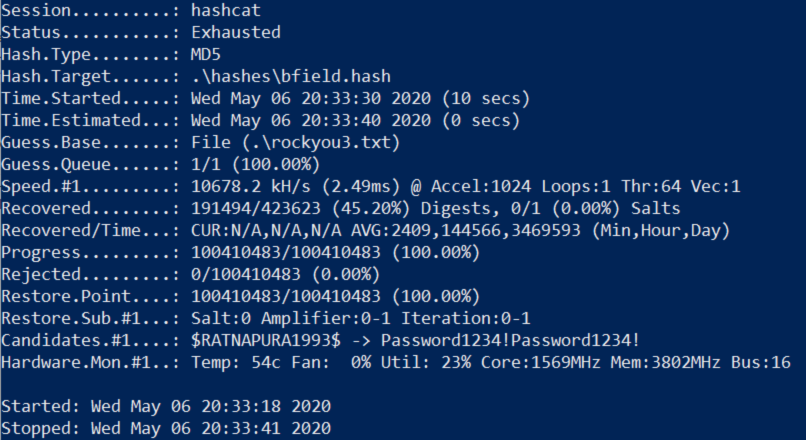 Session..........: hashcat
Status...........: Exhausted
Hash.Type........: MD5
Hash.Target......: .\hashes\bfield.hash
Time.Started.....: Wed May 06 20:33:30 2020 (10 secs)
Time.Estimated...: Wed May 06 20:33:40 2020 (0 secs)
Guess.Base.......: File (.\rockyou3.txt)
Guess.Queue......: 1/1 (100.00%)
Speed.#1.........: 10678.2 kH/s (2.49ms) @ Accel:1024 Loops:1 Thr:64 Vec:1
Recovered........: 191494/423623 (45.20%) Digests, 0/1 (0.00%) Salts
Recovered/Time...: CUR:N/A,N/A,N/A AVG:2409,144566,3469593 (Min,Hour,Day)
Progress.........: 100410483/100410483 (100.00%)
Rejected.........: 0/100410483 (0.00%)
Restore.Point....: 100410483/100410483 (100.00%)
Restore.Sub.#1...: Salt:0 Amplifier:0-1 Iteration:0-1
Candidates.#1....: $RATNAPURA1993$ -> Password1234!Password1234!
Hardware.Mon.#1..: Temp: 54c Fan:  0% Util: 23% Core:1569MHz Mem:3802MHz Bus:16
Started: Wed May 06 20:33:18 2020
Stopped: Wed May 06 20:33:41 2020